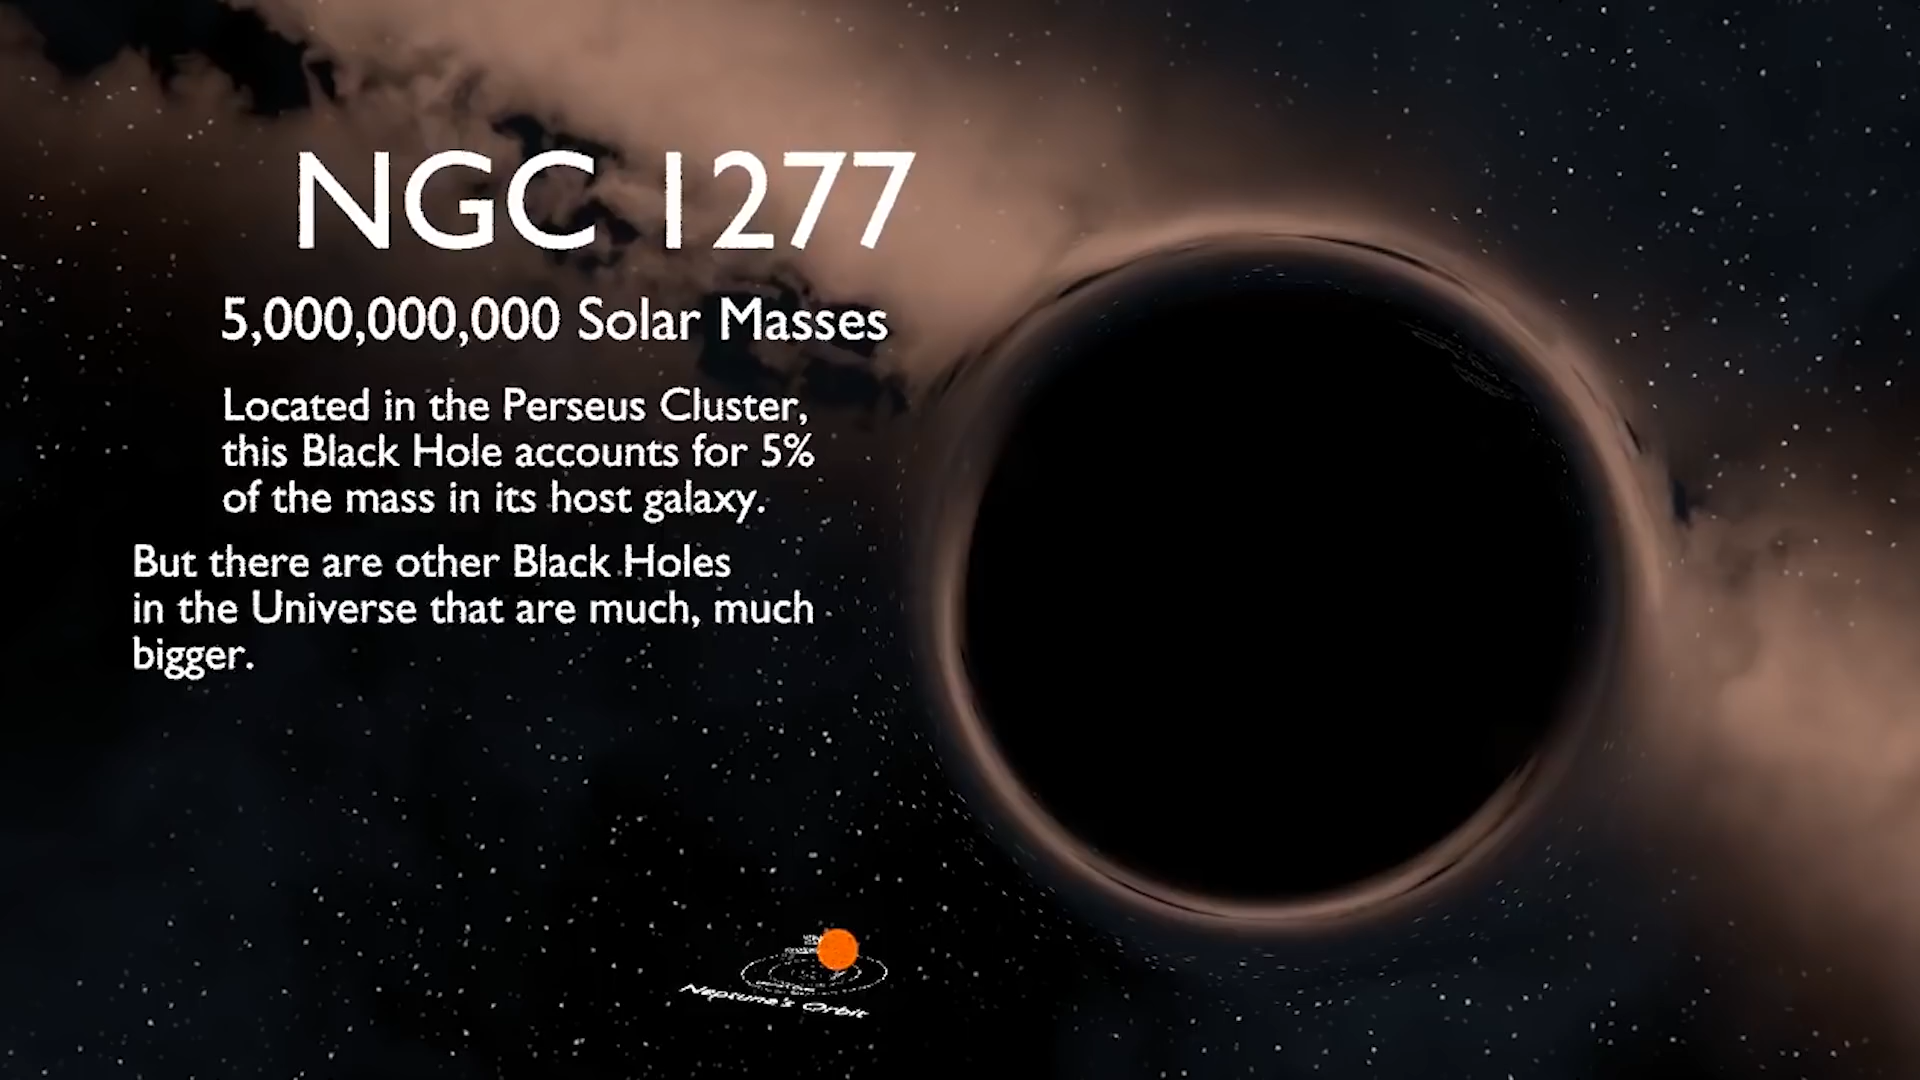 NGC 1277
5,000,000,000 Solar Masses
Located in the Perseus Cluster,
this Black Hole accounts for 5%
of the mass in its host galaxy.
But there are other Black Holes
in the Universe that are much, much
bigger.
Neptune's Orbit